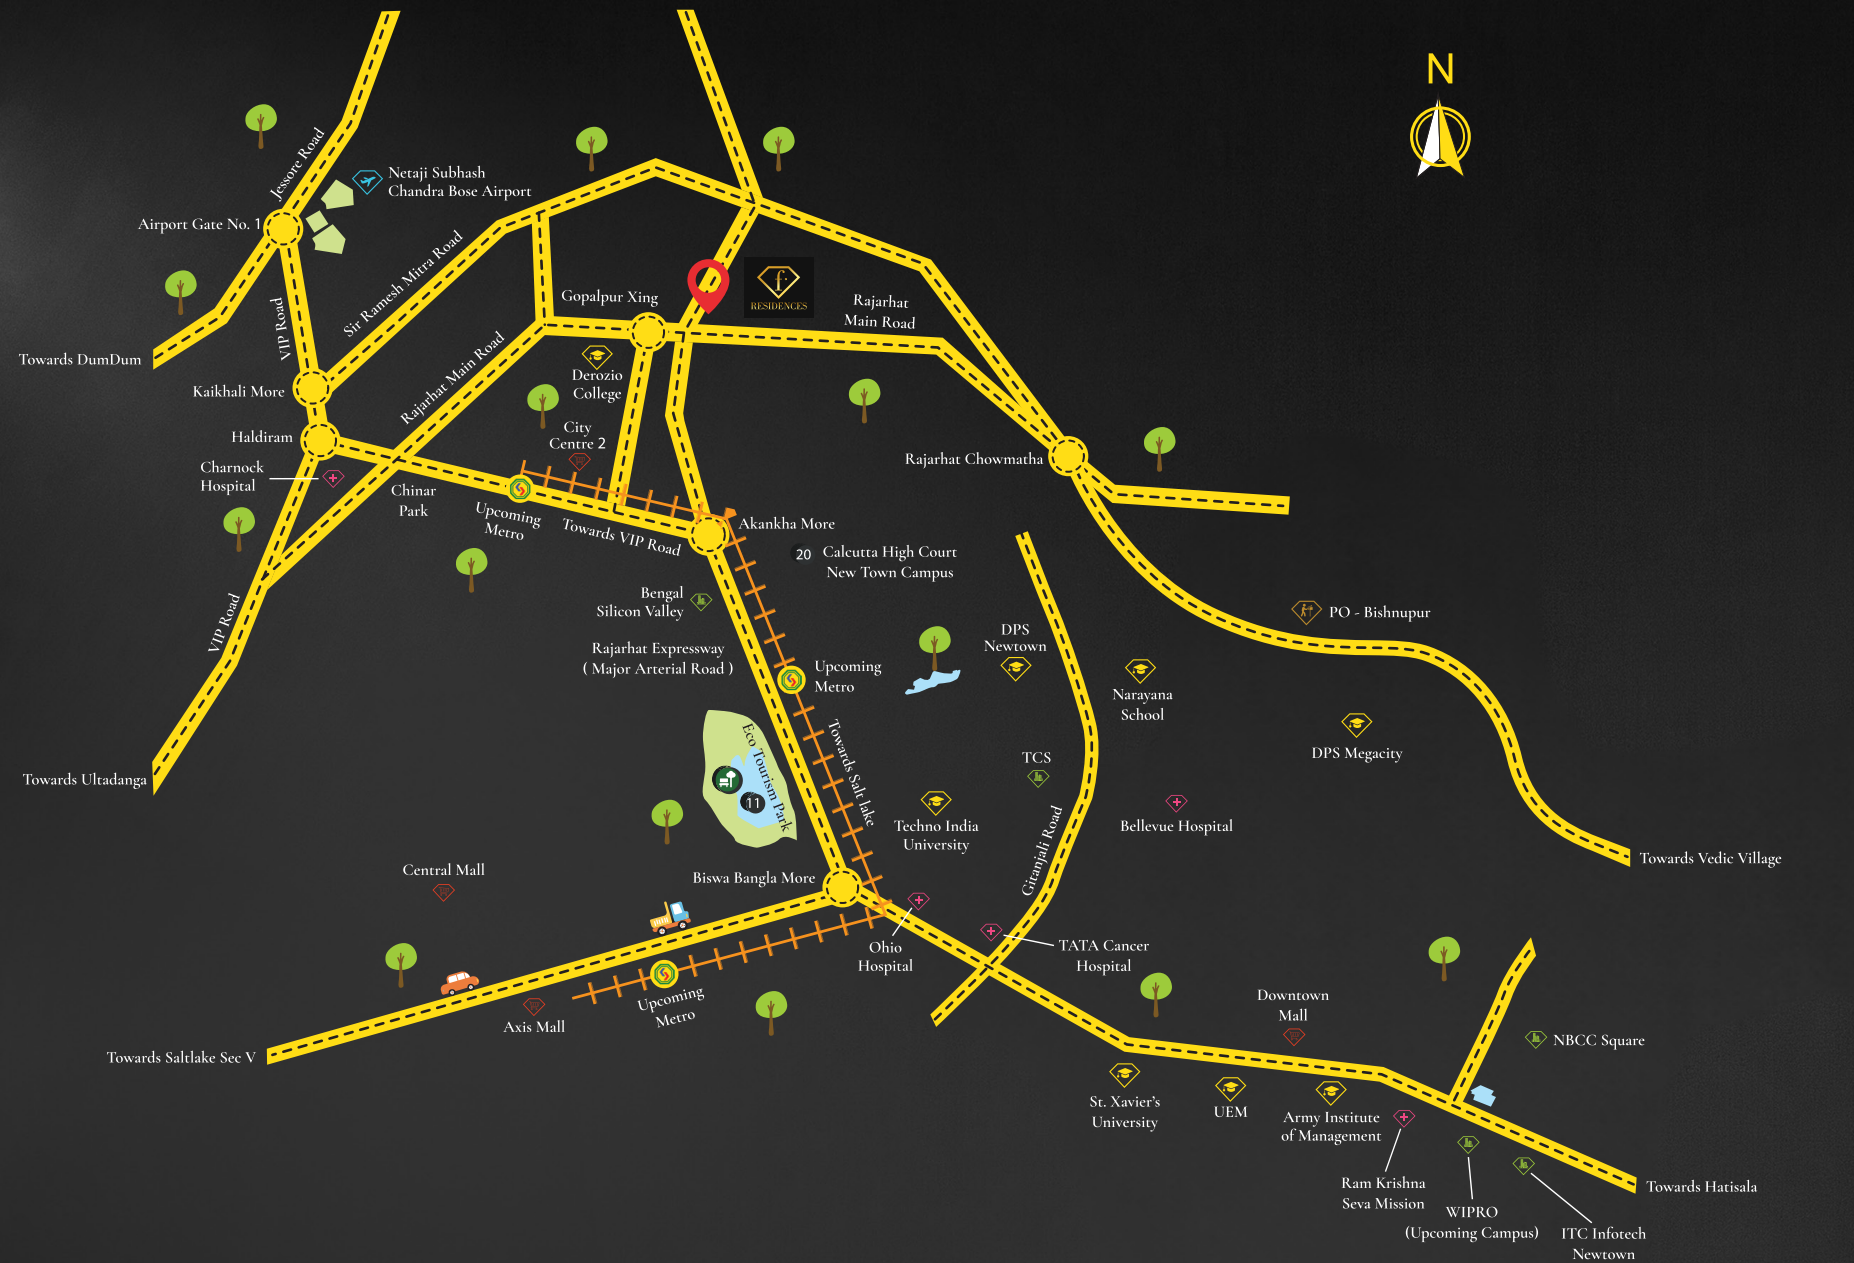 N
Jessore Road
Netaji Subhash
Chandra Bose Airport
Airport Gate No. 1
Sir Ramesh Mitra Road
VIP Road
Towards DumDum
Kaikhali More
Haldiram
Charnock
Hospital
Rajarhat Main Road
Gopalpur Xing
f
RESIDENCES
Rajarhat
Main Road
Derozio
College
City
Centre 2
Chinar
Park
Upcoming
Metro
Towards VIP Road
Akankha More
20
Calcutta High Court
New Town Campus
Rajarhat Chowmatha
Bengal
Silicon Valley
Rajarhat Expressway
( Major Arterial Road )
VIP Road
Towards Ultadanga
Upcoming
Metro
DPS
Newtown
Narayana
School
PO - Bishnupur
DPS Megacity
Eco Tourism Park
11
Towards Salt lake
TCS
Gitanjali Road
Techno India
University
Bellevue Hospital
Towards Vedic Village
Central Mall
Biswa Bangla More
Ohio
Hospital
TATA Cancer
Hospital
Upcoming
Metro
Axis Mall
Towards Saltlake Sec V
Downtown
Mall
NBCC Square
St. Xavier's
University
UEM
Army Institute
of Management
Ram Krishna
Seva Mission
WIPRO
(Upcoming Campus)
ITC Infotech
Newtown
Towards Hatisala